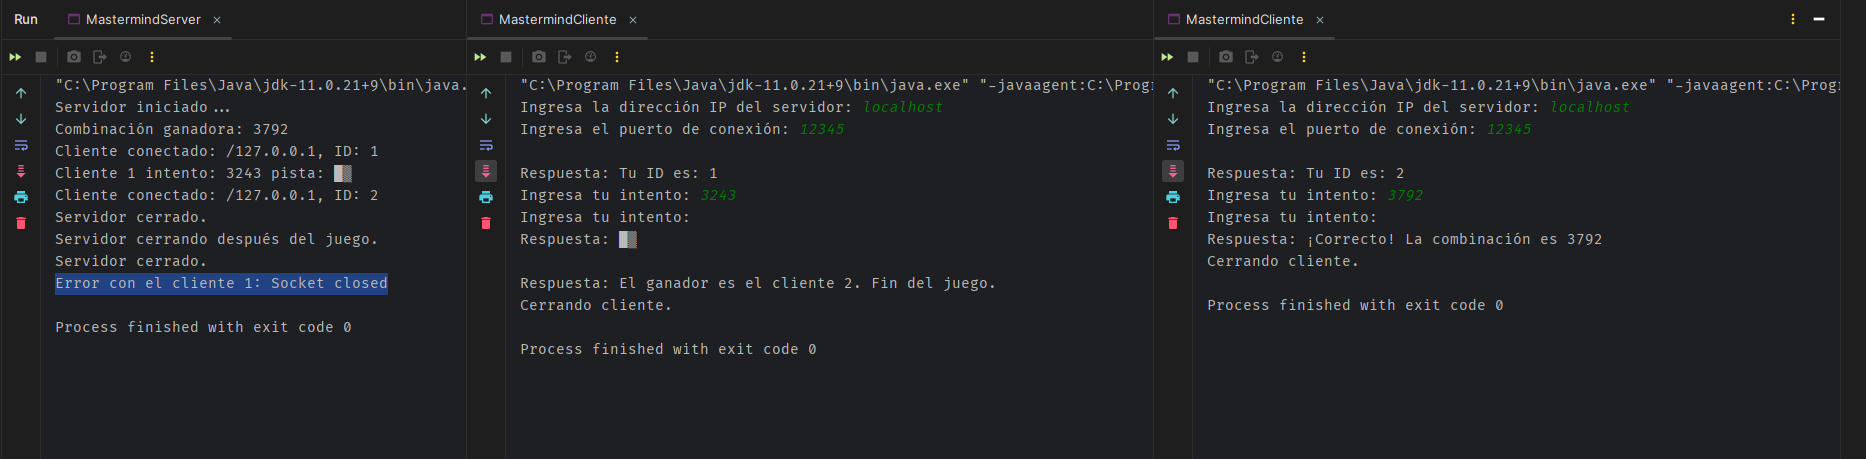 Run
MastermindServer
"C:\Program Files\Java\jdk-11.0.21+9\bin\java.
Servidor iniciado...
Combinación ganadora: 3792
Cliente conectado: /127.0.0.1, ID: 1
Cliente 1 intento: 3243 pista: █▒
Cliente conectado: /127.0.0.1, ID: 2
Servidor cerrado.
Servidor cerrando después del juego.
Servidor cerrado.
Error con el cliente 1: Socket closed
Process finished with exit code 0
MastermindCliente
"C:\Program Files\Java\jdk-11.0.21+9\bin\java.exe" "-javaagent:C:\Progr
Ingresa la dirección IP del servidor: localhost
Ingresa el puerto de conexión: 12345
Respuesta: Tu ID es: 1
Ingresa tu intento: 3243
Ingresa tu intento:
Respuesta: █▒
Respuesta: El ganador es el cliente 2. Fin del juego.
Cerrando cliente.
Process finished with exit code 0
MastermindCliente
"C:\Program Files\Java\jdk-11.0.21+9\bin\java.exe" "-javaagent:C:\Progr
Ingresa la dirección IP del servidor: localhost
Ingresa el puerto de conexión: 12345
Respuesta: Tu ID es: 2
Ingresa tu intento: 3792
Ingresa tu intento:
Respuesta: ¡Correcto! La combinación es 3792
Cerrando cliente.
Process finished with exit code 0